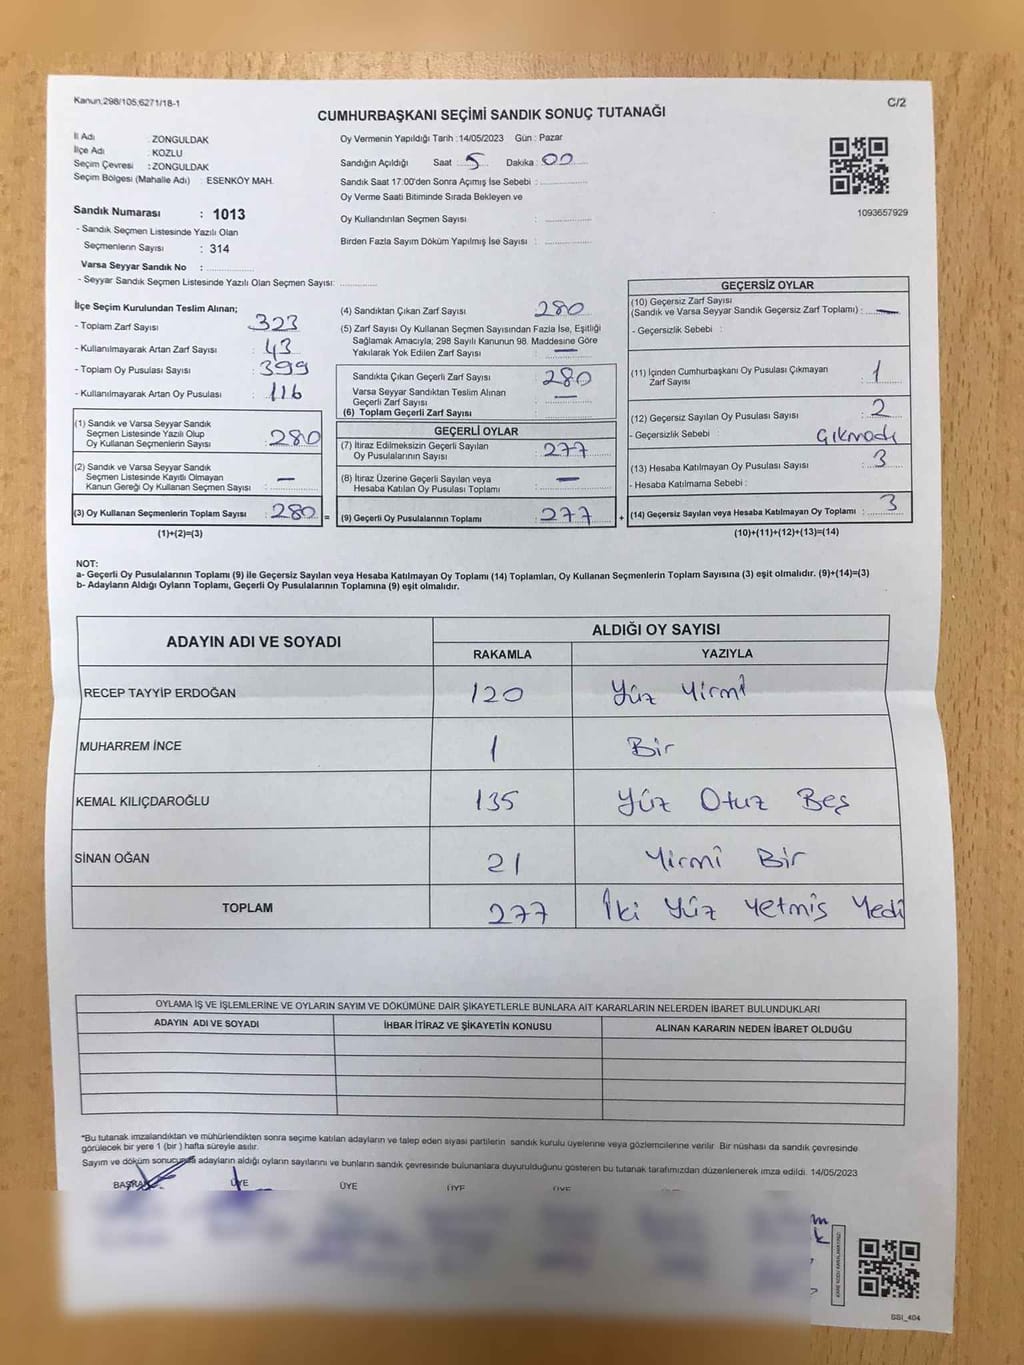 Kanun,298/105,6271/18-1
C/2
CUMHURBAŞKANI SEÇİMİ SANDIK SONUÇ TUTANAĞI
İl Adı : ZONGULDAK
İlçe Adı : KOZLU
Seçim Çevresi : ZONGULDAK
Seçim Bölgesi (Mahalle Adı) : ESENKÖY MAH.
Sandık Numarası : 1013
- Sandık Seçmen Listesinde Yazılı Olan
Seçmenlerin Sayısı : 314
Varsa Seyyar Sandık No :
- Seyyar Sandık Seçmen Listesinde Yazılı Olan Seçmen Sayısı:
Oy Vermenin Yapıldığı Tarih : 14/05/2023 Gün : Pazar
Sandığın Açıldığı Saat : 5 Dakika : 00
Sandık Saat 17:00'den Sonra Açımış İse Sebebi :
Oy Verme Saati Bitiminde Sırada Bekleyen ve
Oy Kullandırılan Seçmen Sayısı :
Birden Fazla Sayım Döküm Yapılmış İse Sayısı :
1093657929
İlçe Seçim Kurulundan Teslim Alınan;
- Toplam Zarf Sayısı : 323
- Kullanılmayarak Artan Zarf Sayısı : 43
- Toplam Oy Pusulası Sayısı : 399
- Kullanılmayarak Artan Oy Pusulası : 116
(1) Sandık ve Varsa Seyyar Sandık
Seçmen Listesinde Yazılı Olup
Oy Kullanan Seçmenlerin Sayısı : 280
(2) Sandık ve Varsa Seyyar Sandık
Seçmen Listesinde Kayıtlı Olmayan
Kanun Gereği Oy Kullanan Seçmen Sayısı : —
(3) Oy Kullanan Seçmenlerin Toplam Sayısı : 280 =
(1)+(2)=(3)
(4) Sandıktan Çıkan Zarf Sayısı : 280
(5) Zarf Sayısı Oy Kullanan Seçmen Sayısından Fazla İse, Eşitliği
Sağlamak Amacıyla, 298 Sayılı Kanunun 98. Maddesine Göre
Yakılarak Yok Edilen Zarf Sayısı : —
Sandıkta Çıkan Geçerli Zarf Sayısı : 280
Varsa Seyyar Sandıktan Teslim Alınan
Geçerli Zarf Sayısı : —
(6) Toplam Geçerli Zarf Sayısı :
GEÇERLİ OYLAR
(7) İtiraz Edilmeksizin Geçerli Sayılan
Oy Pusulalarının Sayısı : 277
(8) İtiraz Üzerine Geçerli Sayılan veya
Hesaba Katılan Oy Pusulası Toplamı : —
(9) Geçerli Oy Pusulalarının Toplamı : 277 +
GEÇERSİZ OYLAR
(10) Geçersiz Zarf Sayısı
(Sandık ve Varsa Seyyar Sandık Geçersiz Zarf Toplamı) : —
- Geçersizlik Sebebi :
(11) İçinden Cumhurbaşkanı Oy Pusulası Çıkmayan
Zarf Sayısı : 1
(12) Geçersiz Sayılan Oy Pusulası Sayısı : 2
- Geçersizlik Sebebi : Çıkmadı
(13) Hesaba Katılmayan Oy Pusulası Sayısı : 3
- Hesaba Katılmama Sebebi :
(14) Geçersiz Sayılan veya Hesaba Katılmayan Oy Toplamı : 3
(10)+(11)+(12)+(13)=(14)
NOT:
a- Geçerli Oy Pusulalarının Toplamı (9) ile Geçersiz Sayılan veya Hesaba Katılmayan Oy Toplamı (14) Toplamları, Oy Kullanan Seçmenlerin Toplam Sayısına (3) eşit olmalıdır. (9)+(14)=(3)
b- Adayların Aldığı Oyların Toplamı, Geçerli Oy Pusulalarının Toplamına (9) eşit olmalıdır.
ADAYIN ADI VE SOYADI ALDIĞI OY SAYISI
RAKAMLA YAZIYLA
RECEP TAYYİP ERDOĞAN 120 Yüz Yirmi
MUHARREM İNCE 1 Bir
KEMAL KILIÇDAROĞLU 135 Yüz Otuz Beş
SİNAN OĞAN 21 Yirmi Bir
TOPLAM 277 İki Yüz Yetmiş Yedi
OYLAMA İŞ VE İŞLEMLERİNE VE OYLARIN SAYIM VE DÖKÜMÜNE DAİR ŞİKAYETLERLE BUNLARA AİT KARARLARIN NELERDEN İBARET BULUNDUKLARI
ADAYIN ADI VE SOYADI İHBAR İTİRAZ VE ŞİKAYETİN KONUSU ALINAN KARARIN NEDEN İBARET OLDUĞU
*Bu tutanak imzalandıktan ve mühürlendikten sonra seçime katılan adayların ve talep eden siyasi partilerin sandık kurulu üyelerine veya gözlemcilerine verilir. Bir nüshası da sandık çevresinde
görülecek bir yere 1 (bir ) hafta süreyle asılır.
Sayım ve döküm sonucunda adayların aldığı oyların sayılarını ve bunların sandık çevresinde bulunanlara duyurulduğunu gösteren bu tutanak tarafımızdan düzenlenerek imza edildi. 14/05/2023
BAŞKAN ÜYE ÜYE ÜYE ÜYE
SSI_404